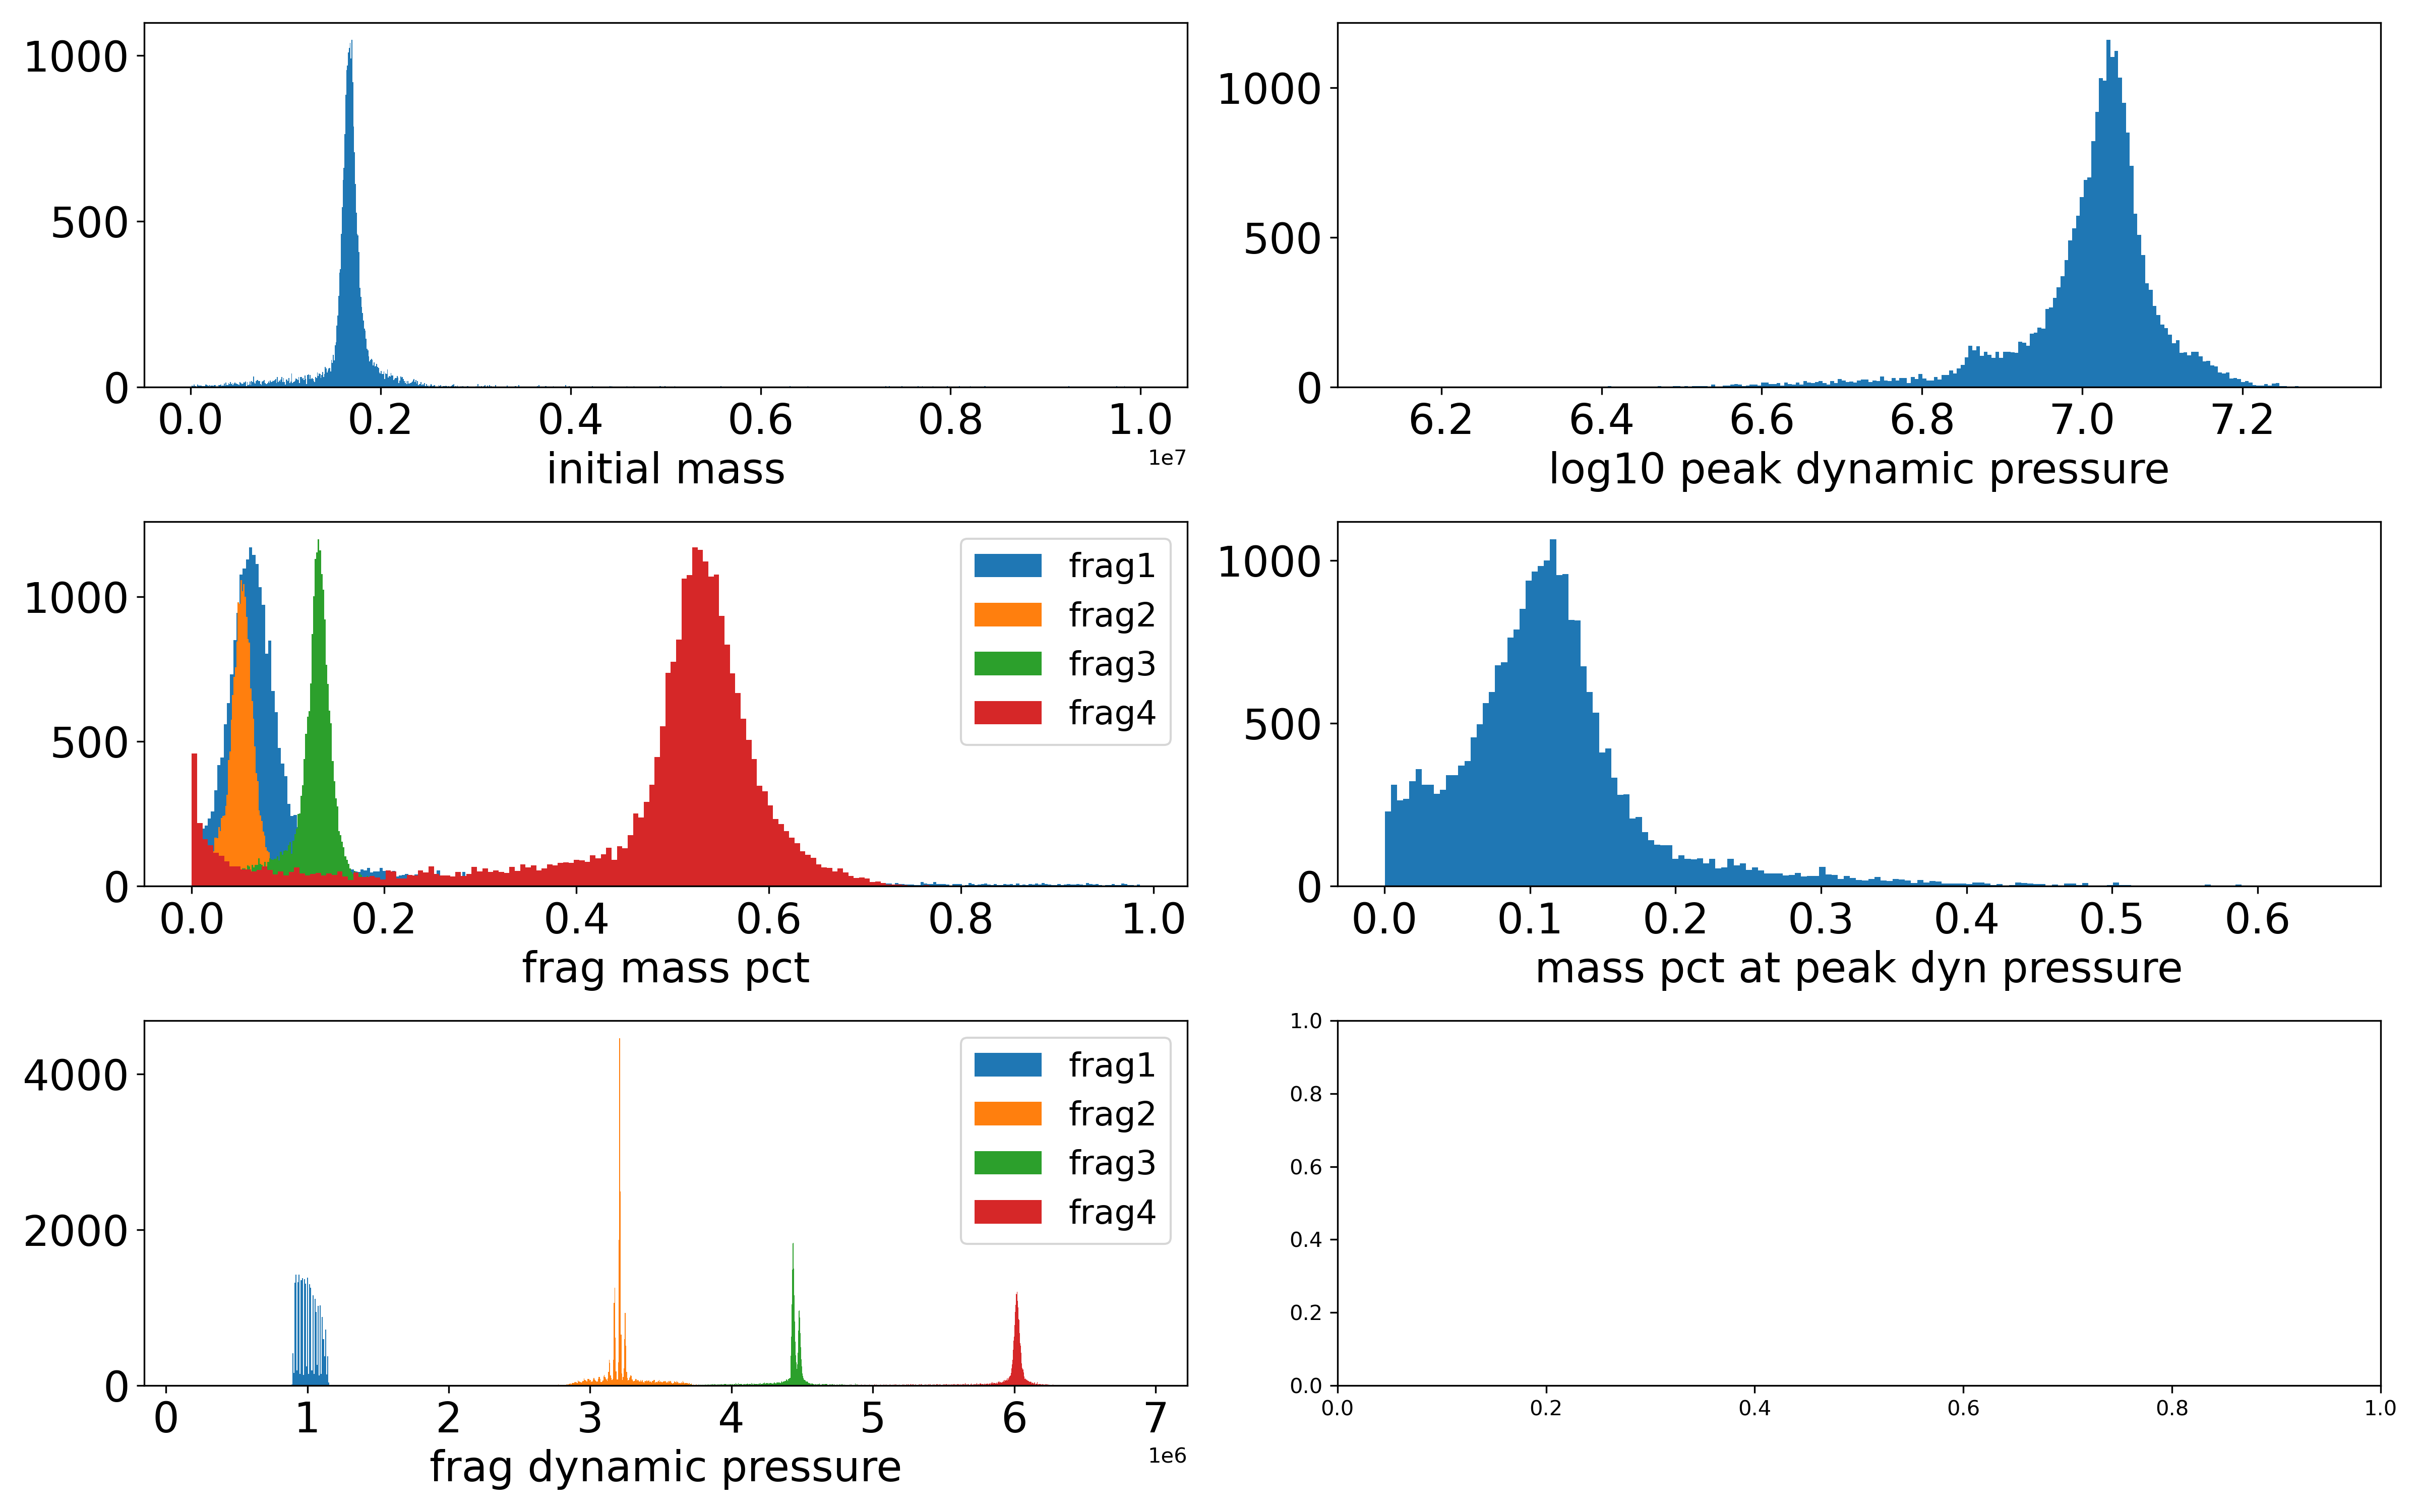 1000
500
0
0.0 0.2 0.4 0.6 0.8 1.0
1e7
initial mass
1000
500
0
6.2 6.4 6.6 6.8 7.0 7.2
log10 peak dynamic pressure
1000
500
0
frag1
frag2
frag3
frag4
0.0 0.2 0.4 0.6 0.8 1.0
frag mass pct
1000
500
0
0.0 0.1 0.2 0.3 0.4 0.5 0.6
mass pct at peak dyn pressure
4000
2000
0
frag1
frag2
frag3
frag4
0 1 2 3 4 5 6 7
1e6
frag dynamic pressure
1.0
0.8
0.6
0.4
0.2
0.0
0.0 0.2 0.4 0.6 0.8 1.0